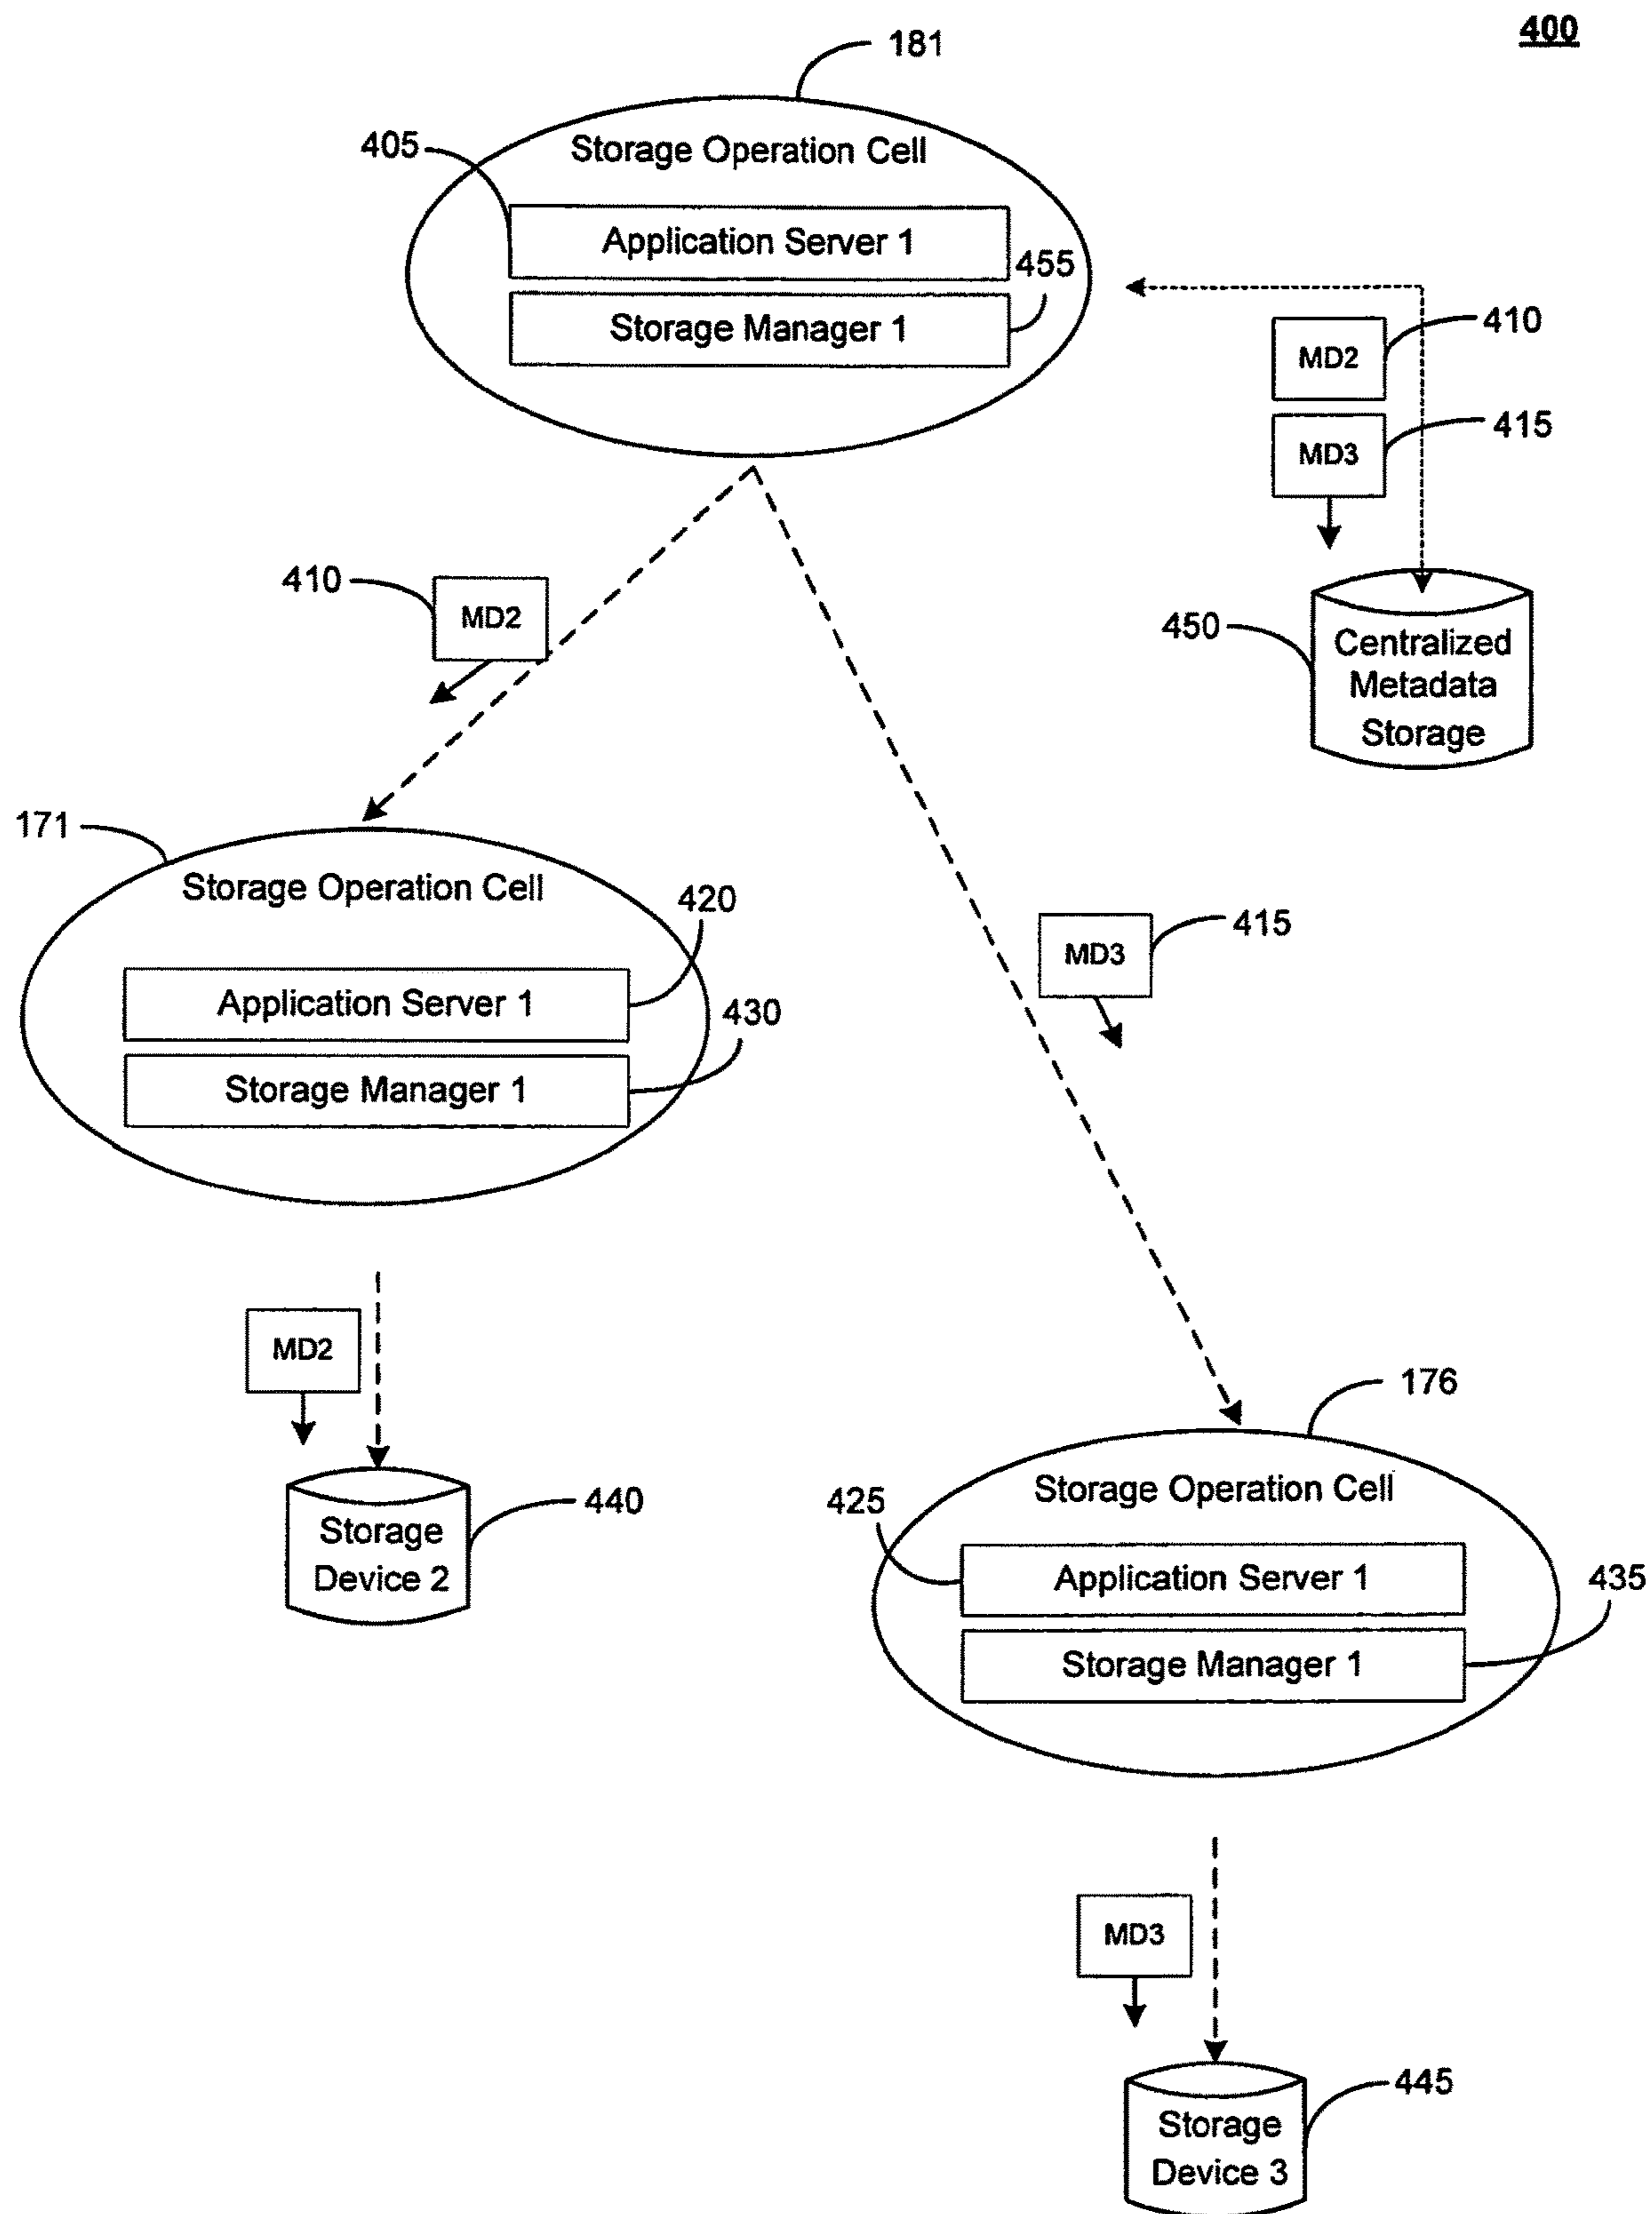 400
181
405
Storage Operation Cell
Application Server 1
455
Storage Manager 1
410
MD2
415
MD3
410
MD2
450
Centralized
Metadata
Storage
171
Storage Operation Cell
420
Application Server 1
430
Storage Manager 1
415
MD3
MD2
176
440
Storage
Device 2
Storage Operation Cell
425
Application Server 1
435
Storage Manager 1
MD3
445
Storage
Device 3